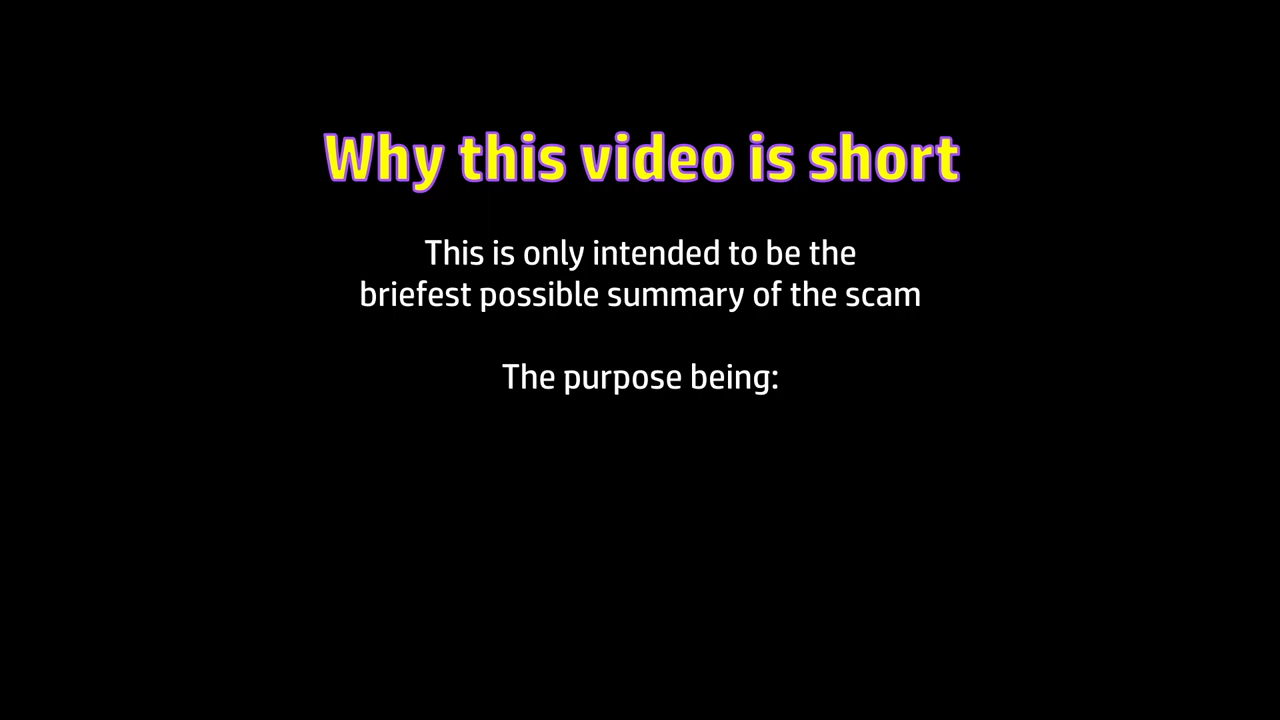 Why this video is short
This is only intended to be the
briefest possible summary of the scam
The purpose being: